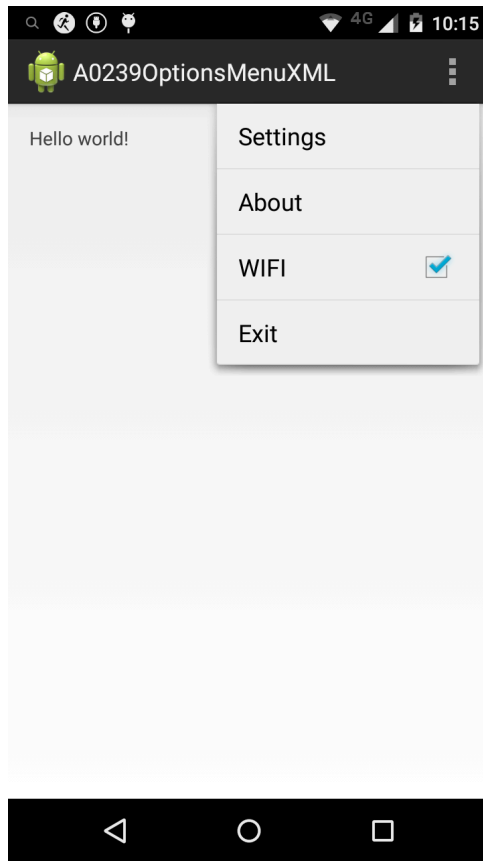 4G 10:15
A0239OptionsMenuXML
Hello world!
Settings
About
WIFI
Exit